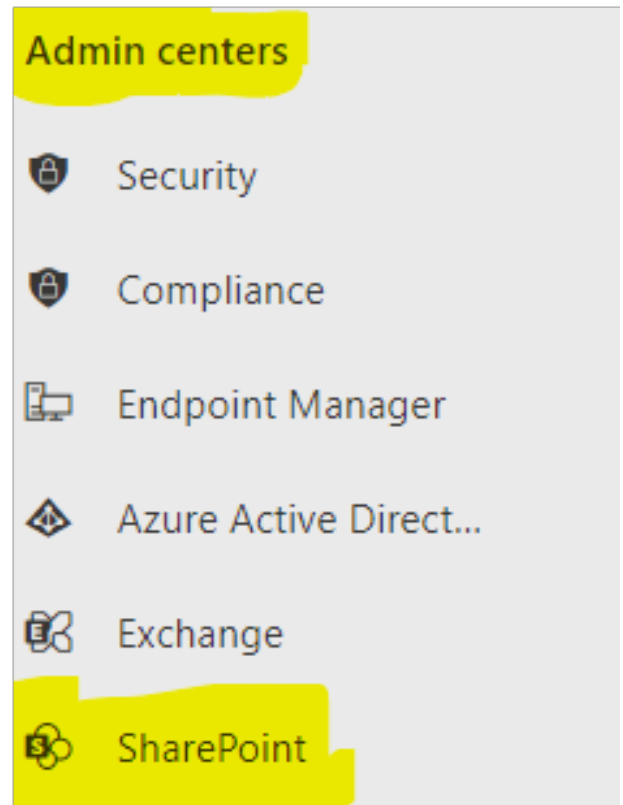 Admin centers
Security
Compliance
Endpoint Manager
Azure Active Direct...
Exchange
SharePoint